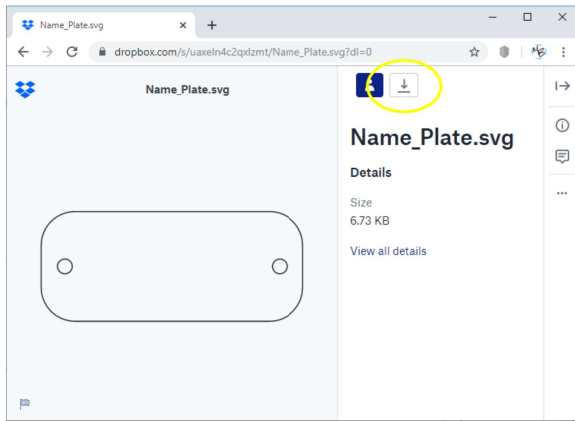 Name_Plate.svg
dropbox.com/s/uaxeln4c2qxlzmt/Name_Plate.svg?dl=0
Name_Plate.svg
Name_Plate.svg
Details
Size
6.73 KB
View all details